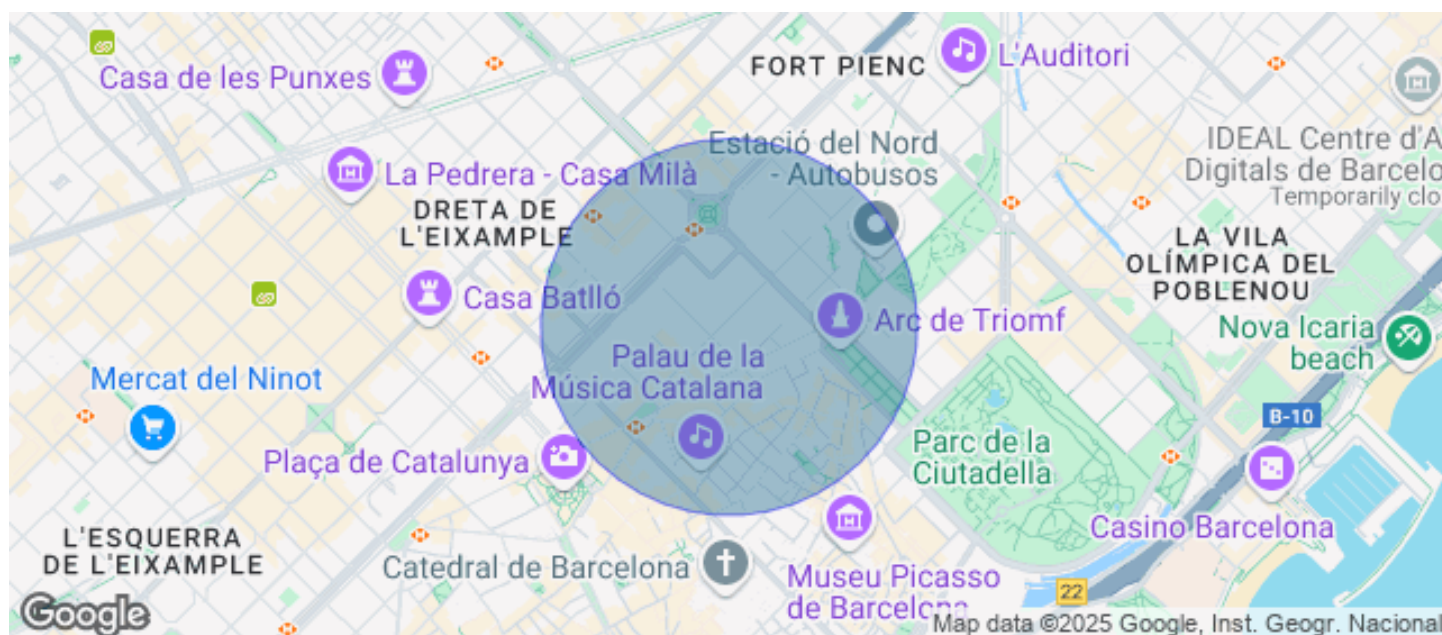 Casa de les Punxes
FORT PIENC
L'Auditori
Estació del Nord
- Autobusos
IDEAL Centre d'A
Digitals de Barcelo
Temporarily clo
La Pedrera - Casa Milà
DRETA DE
L'EIXAMPLE
LA VILA
OLÍMPICA DEL
POBLENOU
Casa Batlló
Arc de Triomf
Nova Icaria
beach
Palau de la
Música Catalana
Mercat del Ninot
B-10
Plaça de Catalunya
Parc de la
Ciutadella
Casino Barcelona
L'ESQUERRA
DE L'EIXAMPLE
Catedral de Barcelona
Museu Picasso
de Barcelona
22
Google
Map data ©2025 Google, Inst. Geogr. Nacional